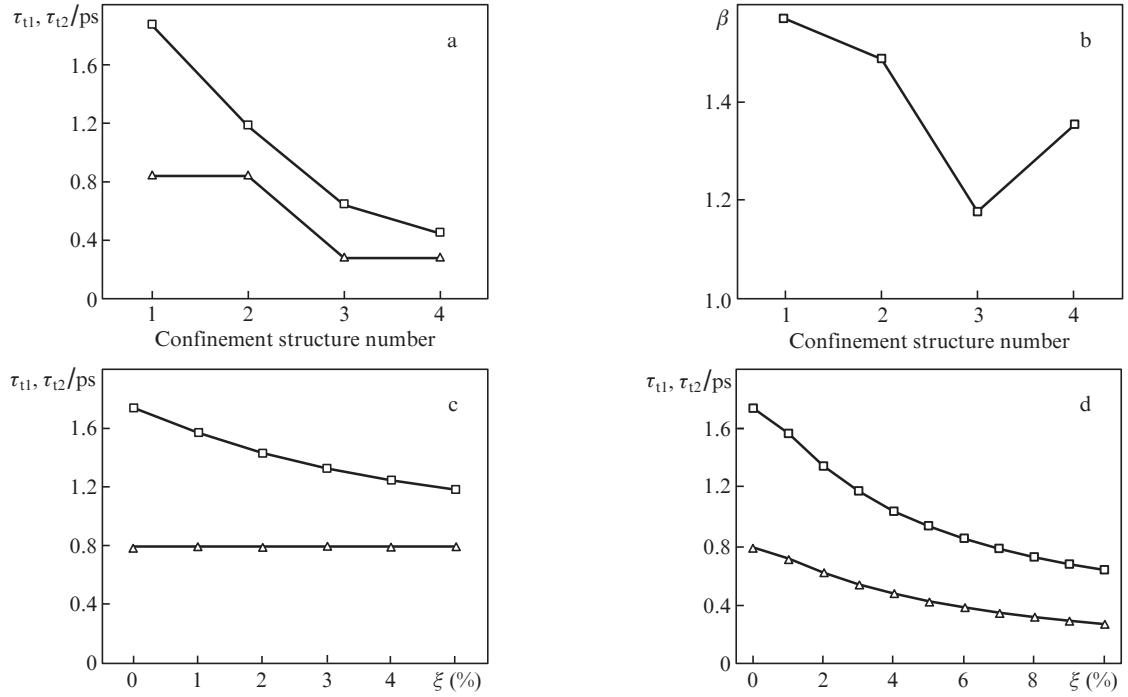 τt1, τt2/ps
a
1.6
1.2
0.8
0.4
0
1 2 3 4
Confinement structure number
β
b
1.4
1.2
1.0
1 2 3 4
Confinement structure number
τt1, τt2/ps
c
1.6
1.2
0.8
0.4
0
0 1 2 3 4 ξ (%)
τt1, τt2/ps
d
1.6
1.2
0.8
0.4
0
0 2 4 6 8 ξ (%)